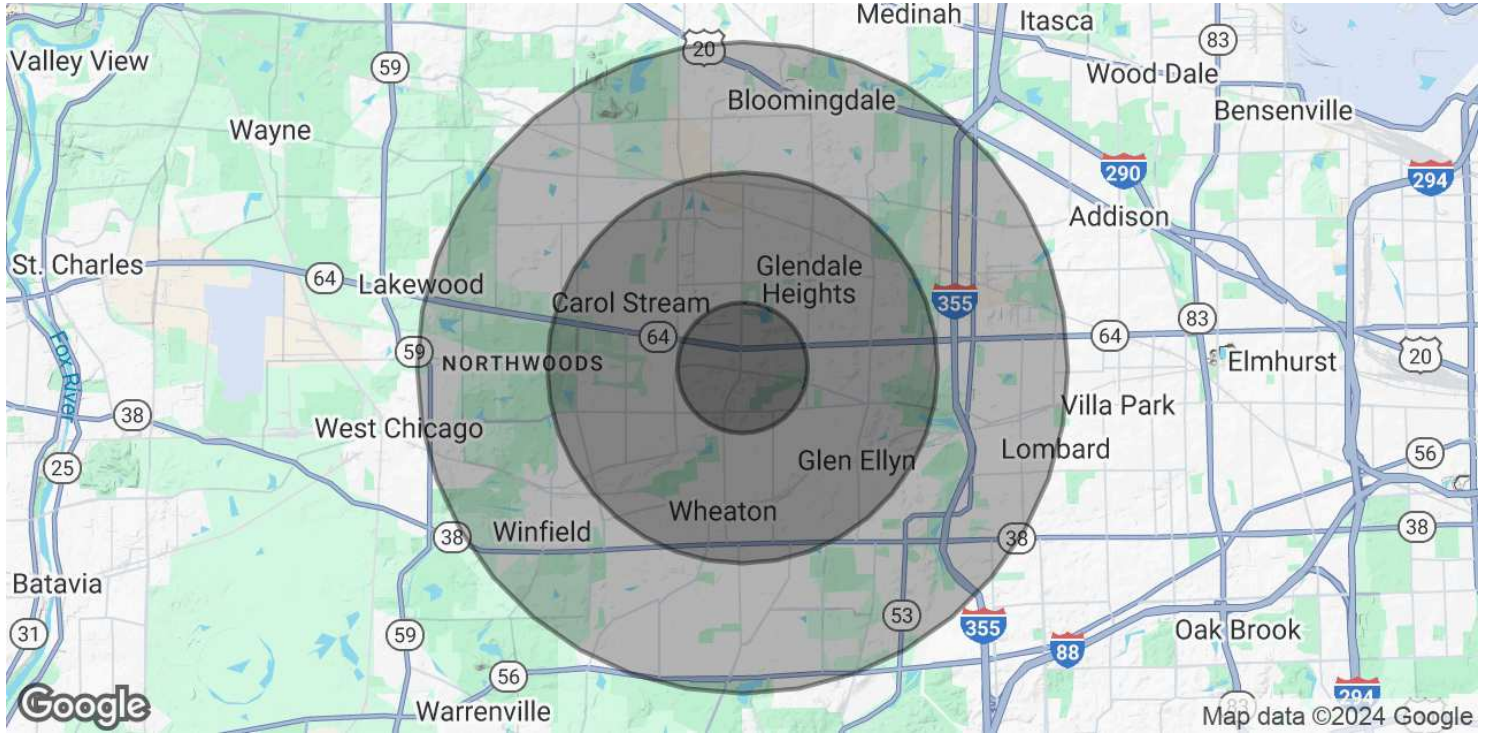 Medinah
Itasca
20
83
Valley View
59
Wood Dale
Bloomingdale
Bensenville
Wayne
290
294
Addison
St. Charles
64
Lakewood
Glendale
Heights
355
Carol Stream
64
64
83
Fox River
59
NORTHWOODS
20
Elmhurst
38
Villa Park
West Chicago
Lombard
25
Glen Ellyn
56
Wheaton
38
Winfield
38
38
Batavia
53
31
59
355
Oak Brook
88
56
294
83
Google
Warrenville
Map data ©2024 Google